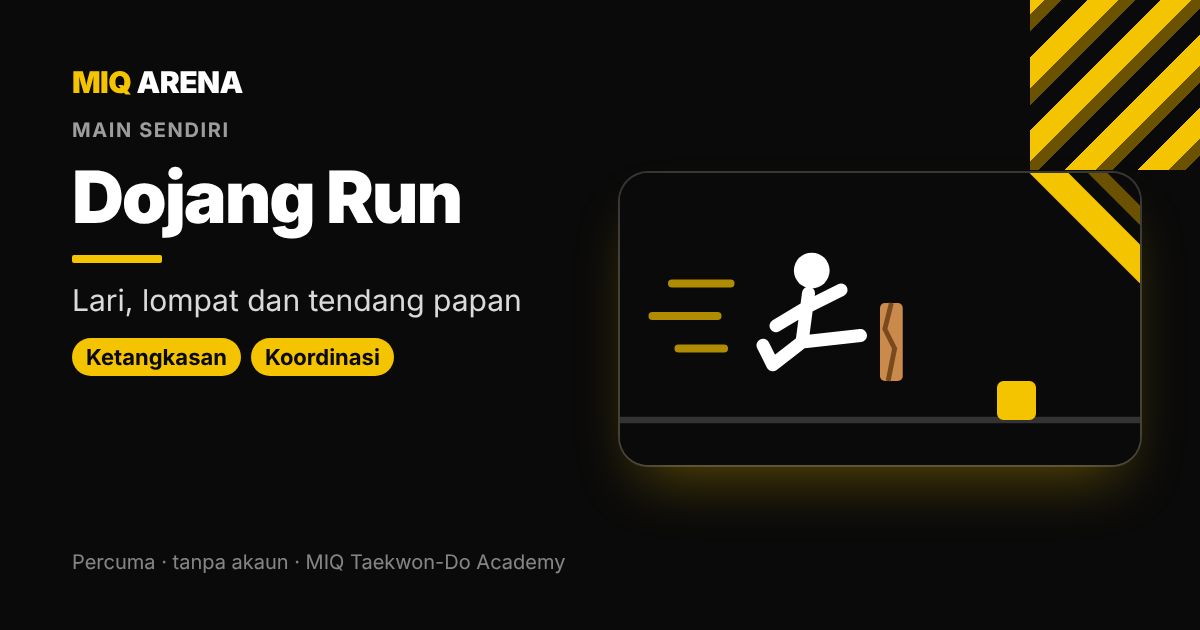 MIQ ARENA
MAIN SENDIRI
Dojang Run
Lari, lompat dan tendang papan
Ketangkasan Koordinasi
Percuma · tanpa akaun · MIQ Taekwon-Do Academy